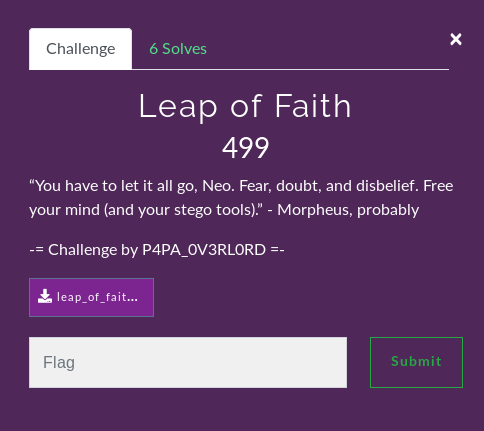 Challenge
6 Solves
×
Leap of Faith
499
“You have to let it all go, Neo. Fear, doubt, and disbelief. Free
your mind (and your stego tools).” - Morpheus, probably
-= Challenge by P4PA_0V3RL0RD =-
leap_of_fait...
Flag
Submit